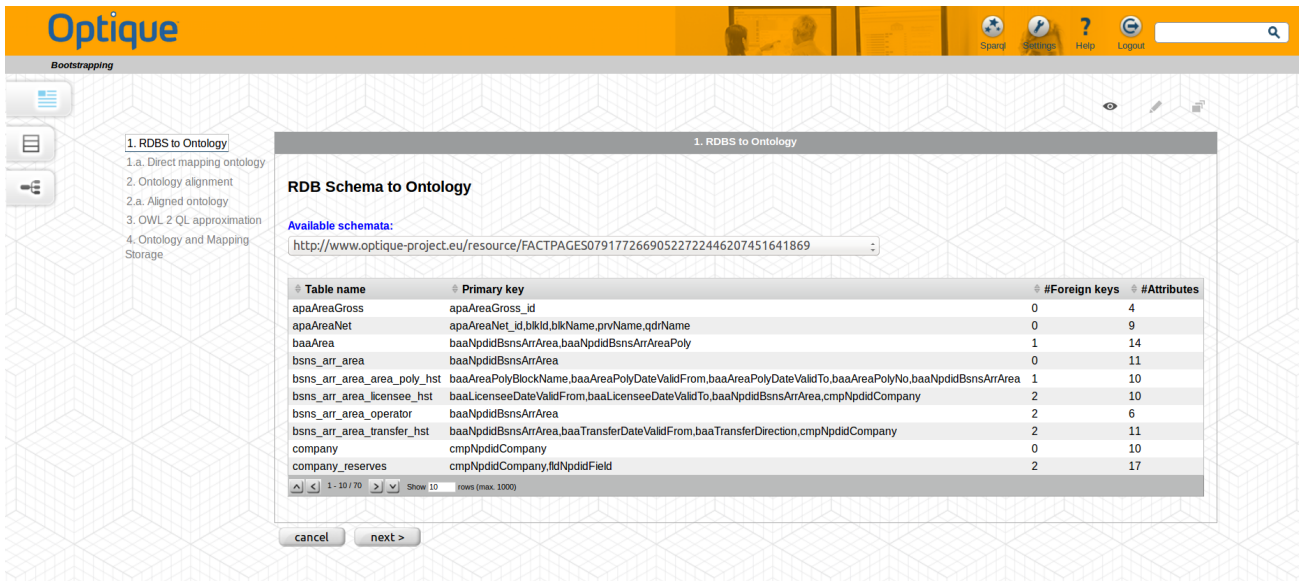 Optique
Sparql Settings Help Logout
Bootstrapping
1. RDBS to Ontology
1.a. Direct mapping ontology
2. Ontology alignment
2.a. Aligned ontology
3. OWL 2 QL approximation
4. Ontology and Mapping
Storage
1. RDBS to Ontology
RDB Schema to Ontology
Available schemata:
http://www.optique-project.eu/resource/FACTPAGES07917726690522722446207451641869
Table name Primary key #Foreign keys #Attributes
apaAreaGross apaAreaGross_id 0 4
apaAreaNet apaAreaNet_id,blkId,blkName,prvName,qdrName 0 9
baaArea baaNpdidBsnsArrArea,baaNpdidBsnsArrAreaPoly 1 14
bsns_arr_area baaNpdidBsnsArrArea 0 11
bsns_arr_area_area_poly_hst baaAreaPolyBlockName,baaAreaPolyDateValidFrom,baaAreaPolyDateValidTo,baaAreaPolyNo,baaNpdidBsnsArrArea 1 10
bsns_arr_area_licensee_hst baaLicenseeDateValidFrom,baaLicenseeDateValidTo,baaNpdidBsnsArrArea,cmpNpdidCompany 2 10
bsns_arr_area_operator baaNpdidBsnsArrArea 2 6
bsns_arr_area_transfer_hst baaNpdidBsnsArrArea,baaTransferDateValidFrom,baaTransferDirection,cmpNpdidCompany 2 11
company cmpNpdidCompany 0 10
company_reserves cmpNpdidCompany,fldNpdidField 2 17
1 - 10 / 70 Show 10 rows (max. 1000)
cancel next >